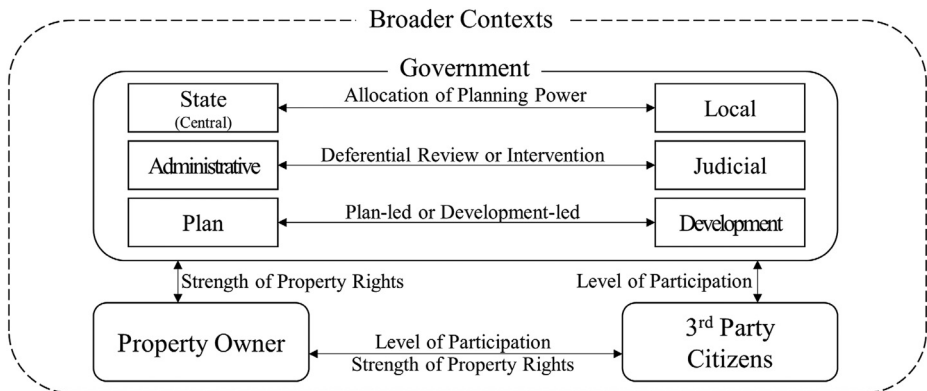 Broader Contexts
Government
State
(Central)
Allocation of Planning Power
Local
Administrative
Deferential Review or Intervention
Judicial
Plan
Plan-led or Development-led
Development
Strength of Property Rights
Level of Participation
Property Owner
Level of Participation
Strength of Property Rights
3rd Party
Citizens